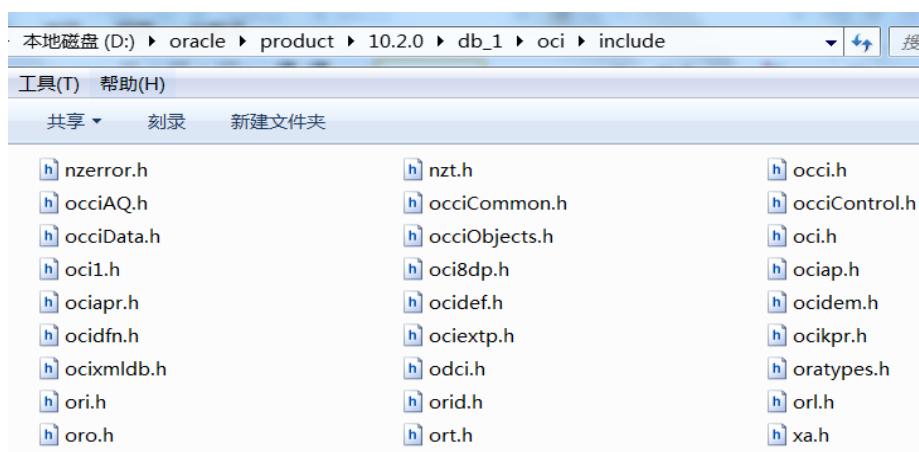 本地磁盘 (D:) ▸ oracle ▸ product ▸ 10.2.0 ▸ db_1 ▸ oci ▸ include
工具(T) 帮助(H)
共享 刻录 新建文件夹
nzerror.h nzt.h occi.h
occiAQ.h occiCommon.h occiControl.h
occiData.h occiObjects.h oci.h
oci1.h oci8dp.h ociap.h
ociapr.h ocidef.h ocidem.h
ocidfn.h ociextp.h ocikpr.h
ocixmldb.h odci.h oratypes.h
ori.h orid.h orl.h
oro.h ort.h xa.h